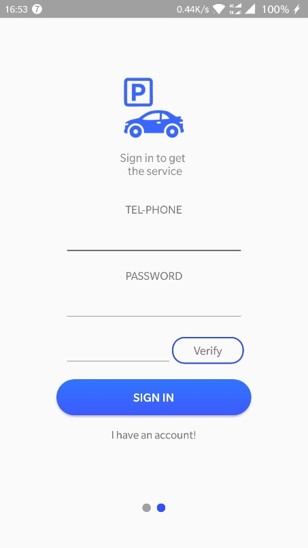 16:53 7 0.44K/s 100%
P
Sign in to get
the service
TEL-PHONE
PASSWORD
Verify
SIGN IN
I have an account!